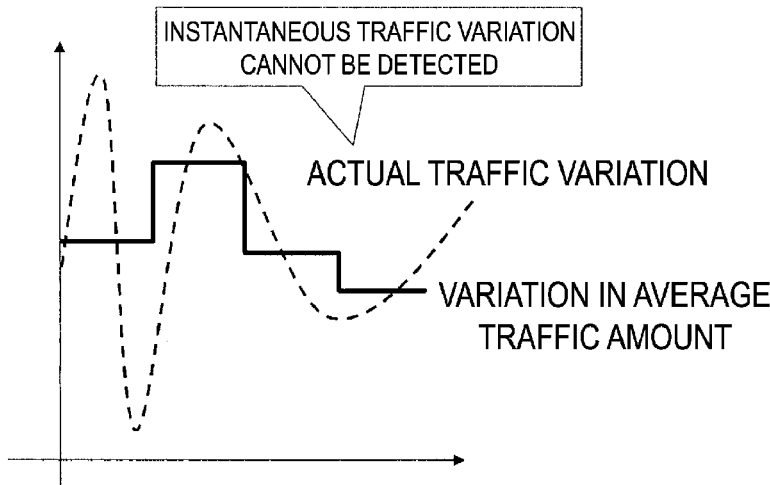 INSTANTANEOUS TRAFFIC VARIATION
CANNOT BE DETECTED
ACTUAL TRAFFIC VARIATION
VARIATION IN AVERAGE
TRAFFIC AMOUNT